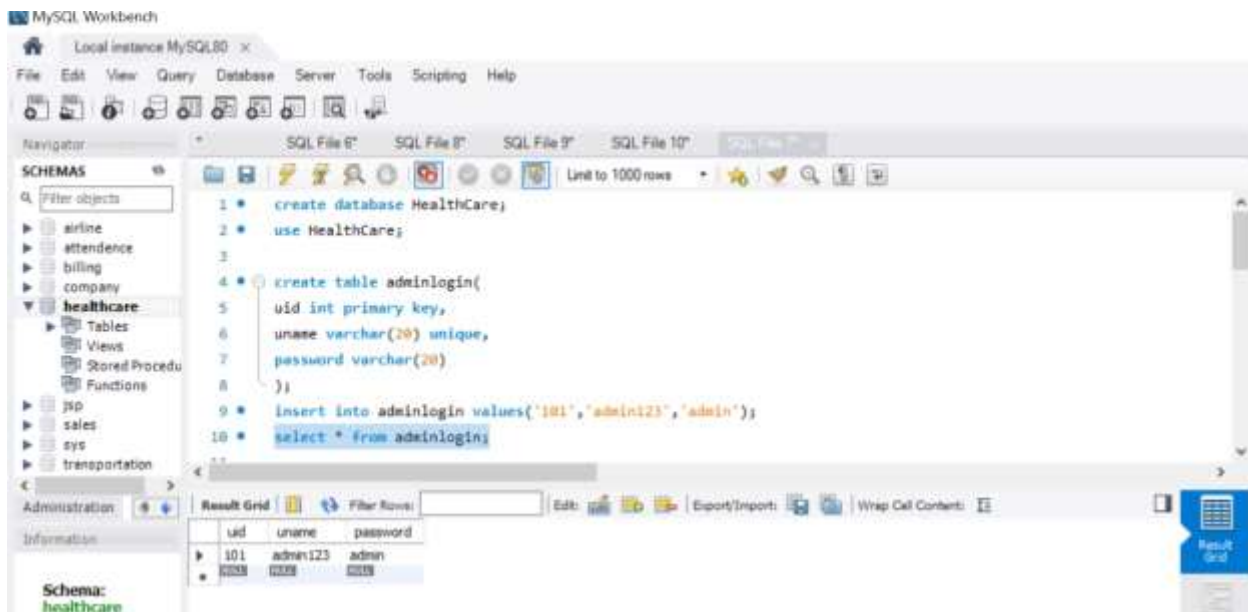 MySQL Workbench
Local instance MySQL80 ×
File Edit View Query Database Server Tools Scripting Help
Navigator
SQL File 6* SQL File 8* SQL File 9* SQL File 10*
SCHEMAS
Filter objects
Limit to 1000 rows
airline
attendence
billing
company
healthcare
Tables
Views
Stored Procedu
Functions
jsp
sales
sys
transportation
1 create database HealthCare;
2 use HealthCare;
3
4 create table adminlogin(
5 uid int primary key,
6 uname varchar(20) unique,
7 password varchar(20)
8 );
9 insert into adminlogin values('101','admin123','admin');
10 select * from adminlogin;
Administration
Result Grid Filter Rows: Edit: Export/Import: Wrap Cell Content:
Information
uid uname password
101 admin123 admin
NULL NULL NULL
Result
Grid
Schema:
healthcare